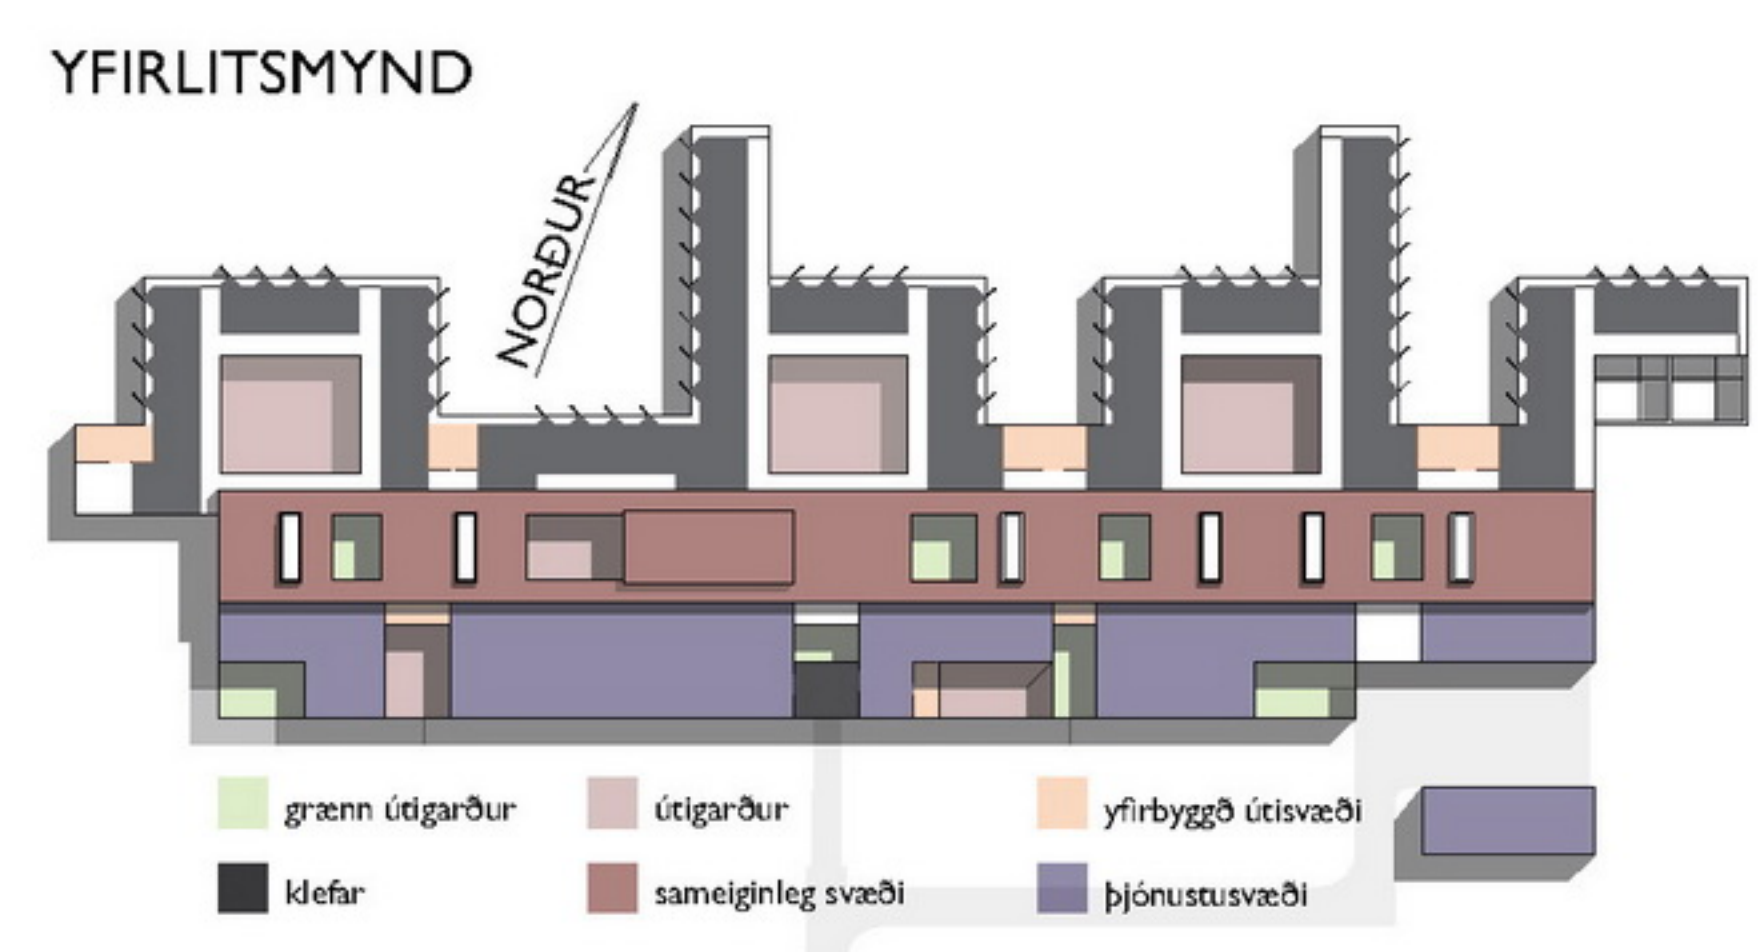 YFIRLITSMYND
NORÐUR
grænn útigarður
útigarður
yfirbyggð útisvæði
klefar
sameiginleg svæði
þjónustusvæði